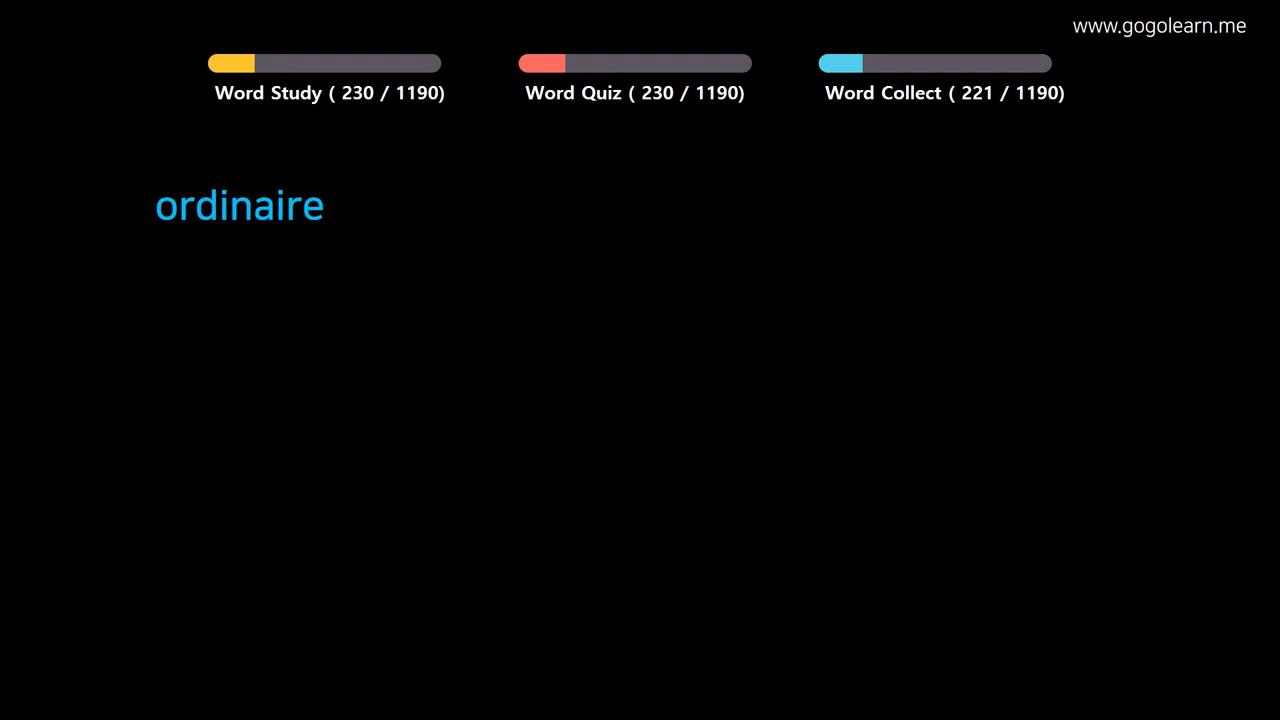 www.gogolearn.me
Word Study ( 230 / 1190)
Word Quiz ( 230 / 1190)
Word Collect ( 221 / 1190)
ordinaire